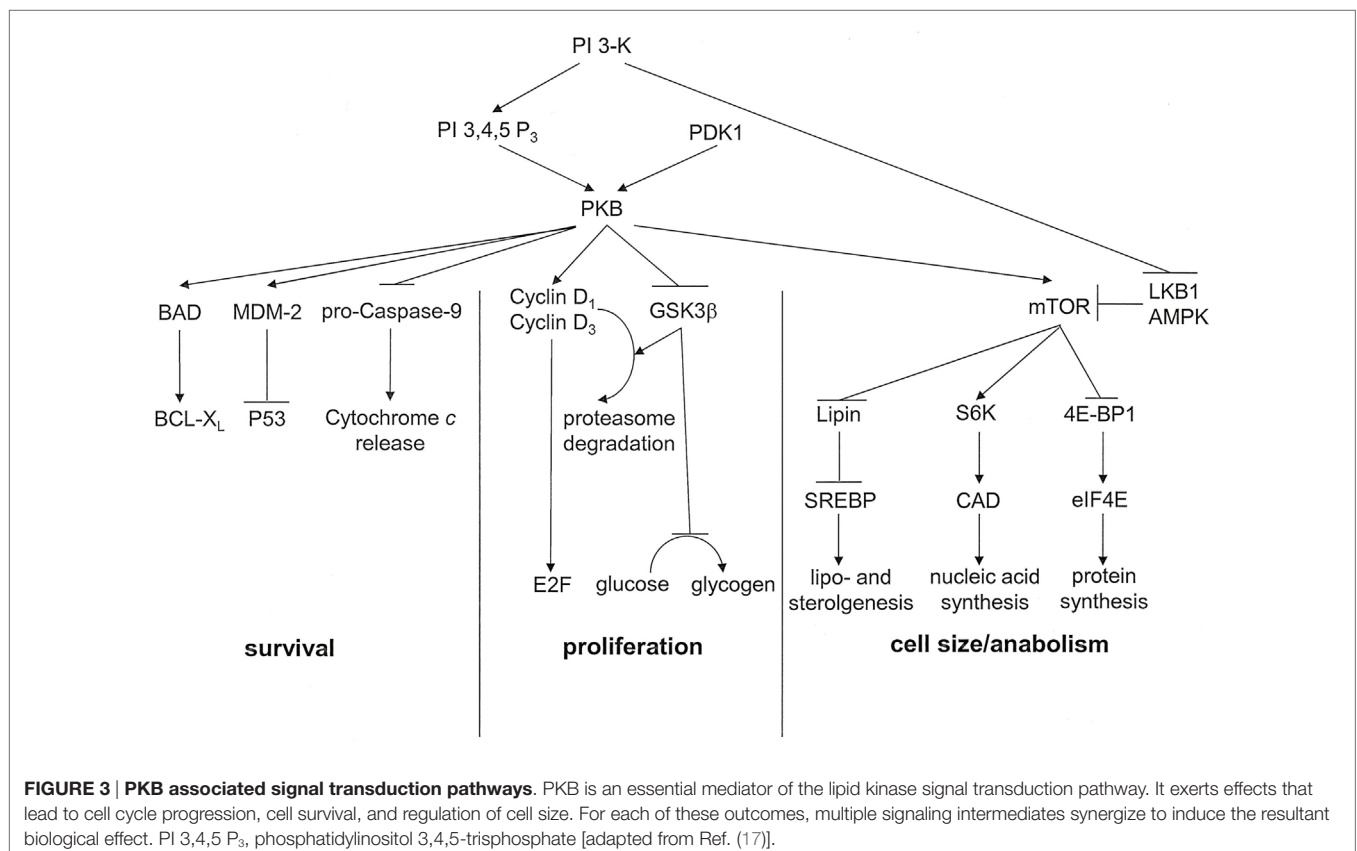 PI 3-K
PI 3,4,5 P₃
PDK1
PKB
BAD
MDM-2
pro-Caspase-9
Cyclin D₁
Cyclin D₃
GSK3β
mTOR
LKB1
AMPK
BCL-X_L
P53
Cytochrome c
release
proteasome
degradation
Lipin
S6K
4E-BP1
SREBP
CAD
eIF4E
E2F
glucose
glycogen
lipo- and
sterolgenesis
nucleic acid
synthesis
protein
synthesis
survival
proliferation
cell size/anabolism
FIGURE 3 | PKB associated signal transduction pathways. PKB is an essential mediator of the lipid kinase signal transduction pathway. It exerts effects that
lead to cell cycle progression, cell survival, and regulation of cell size. For each of these outcomes, multiple signaling intermediates synergize to induce the resultant
biological effect. PI 3,4,5 P₃, phosphatidylinositol 3,4,5-trisphosphate [adapted from Ref. (17)].